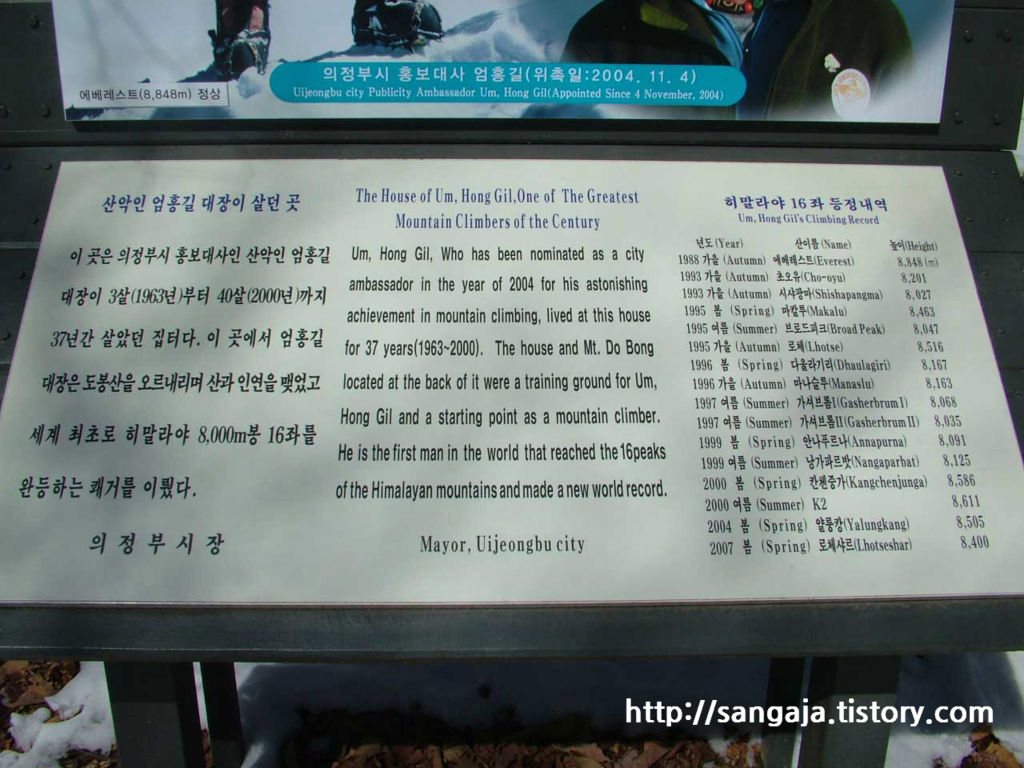 에베레스트(8,848m) 정상
의정부시 홍보대사 엄홍길(위촉일:2004. 11. 4)
Uijeongbu city Publicity Ambassador Um, Hong Gil(Appointed Since 4 November, 2004)
산악인 엄홍길 대장이 살던 곳
이 곳은 의정부시 홍보대사인 산악인 엄홍길
대장이 3살(1963년)부터 40살(2000년)까지
37년간 살았던 집터다. 이 곳에서 엄홍길
대장은 도봉산을 오르내리며 산과 인연을 맺었고
세계 최초로 히말라야 8,000m봉 16좌를
완등하는 쾌거를 이뤘다.
의정부시장
The House of Um, Hong Gil,One of The Greatest
Mountain Climbers of the Century
Um, Hong Gil, Who has been nominated as a city
ambassador in the year of 2004 for his astonishing
achievement in mountain climbing, lived at this house
for 37 years(1963~2000). The house and Mt. Do Bong
located at the back of it were a training ground for Um,
Hong Gil and a starting point as a mountain climber.
He is the first man in the world that reached the 16peaks
of the Himalayan mountains and made a new world record.
Mayor, Uijeongbu city
히말라야 16좌 등정내역
Um, Hong Gil's Climbing Record
년도(Year) 산이름(Name) 높이(Height)
1988 가을 (Autumn) 에베레스트(Everest) 8,848 (m)
1993 가을 (Autumn) 초오유(Cho-oyu) 8,201
1993 가을 (Autumn) 시샤팡마(Shishapangma) 8,027
1995 봄 (Spring) 마칼루(Makalu) 8,463
1995 여름 (Summer) 브로드피크(Broad Peak) 8,047
1995 가을 (Autumn) 로체(Lhotse) 8,516
1996 봄 (Spring) 다울라기리(Dhaulagiri) 8,167
1996 가을 (Autumn) 마나슬루(Manaslu) 8,163
1997 여름 (Summer) 가셔브룸I(Gasherbrum I) 8,068
1997 여름 (Summer) 가셔브룸II(Gasherbrum II) 8,035
1999 봄 (Spring) 안나푸르나(Annapurna) 8,091
1999 여름 (Summer) 낭가파르밧(Nangaparbat) 8,125
2000 봄 (Spring) 칸첸중가(Kangchenjunga) 8,586
2000 여름 (Summer) K2 8,611
2004 봄 (Spring) 얄룽캉(Yalungkang) 8,505
2007 봄 (Spring) 로체샤르(Lhotseshar) 8,400
http://sangaja.tistory.com